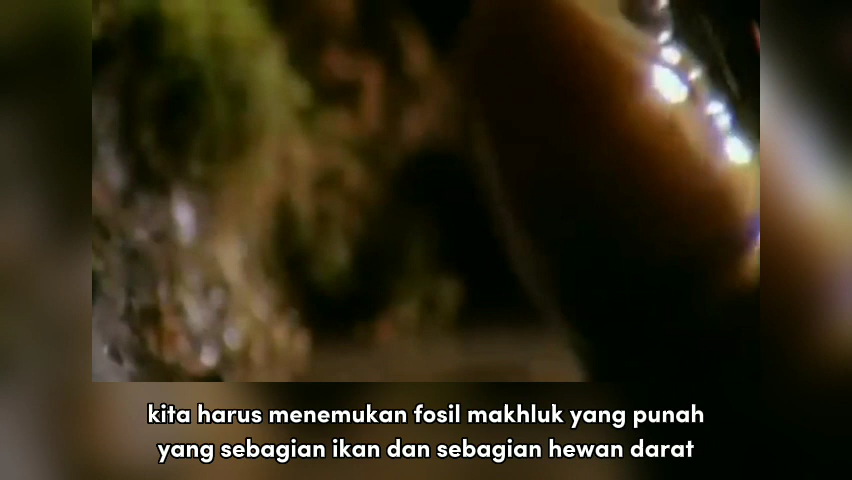 kita harus menemukan fosil makhluk yang punah
yang sebagian ikan dan sebagian hewan darat